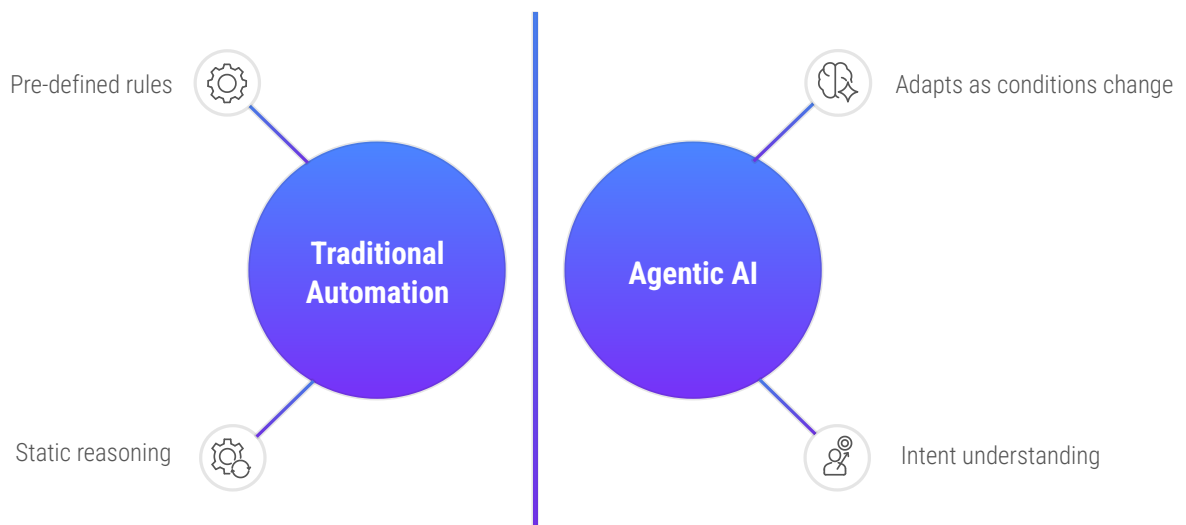 Pre-defined rules
Traditional
Automation
Static reasoning
Adapts as conditions change
Agentic AI
Intent understanding